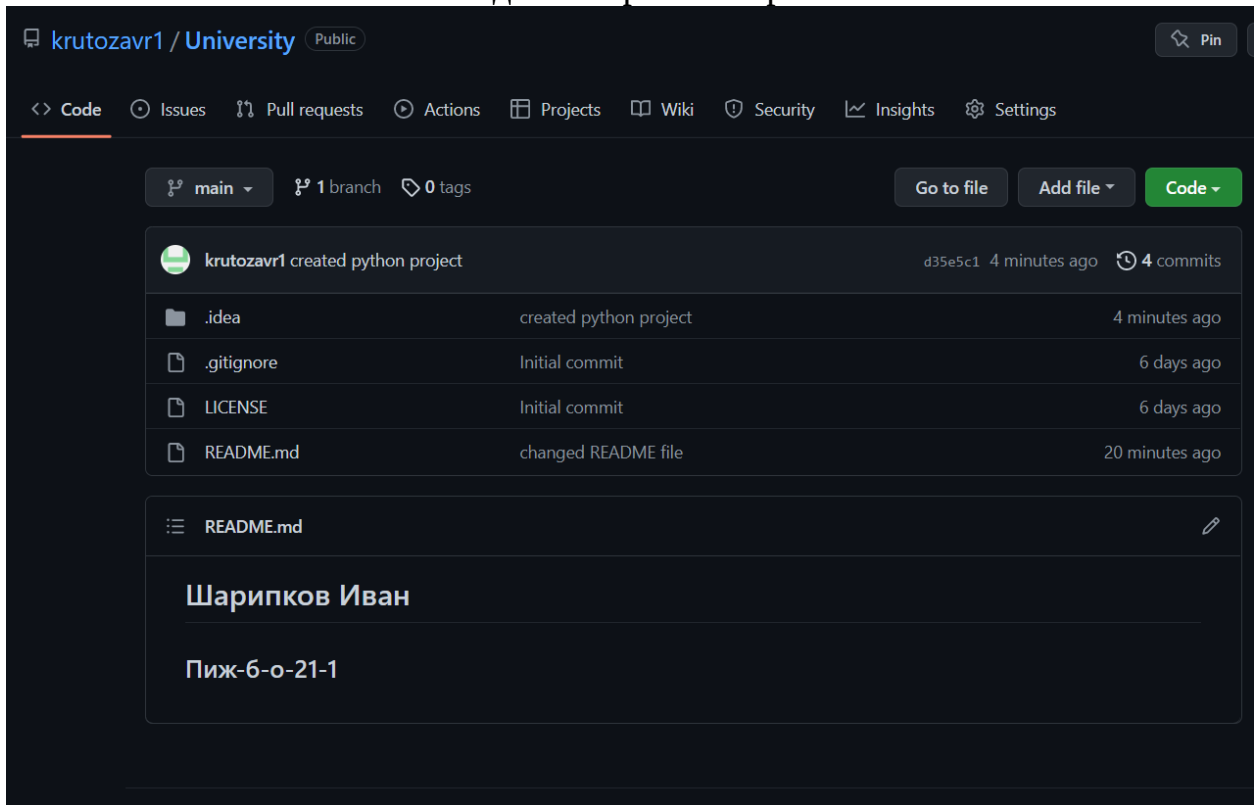 krutozavr1 / University Public Pin
Code Issues Pull requests Actions Projects Wiki Security Insights Settings
main 1 branch 0 tags Go to file Add file Code
krutozavr1 created python project d35e5c1 4 minutes ago 4 commits
.idea created python project 4 minutes ago
.gitignore Initial commit 6 days ago
LICENSE Initial commit 6 days ago
README.md changed README file 20 minutes ago
README.md
Шарипков Иван
Пиж-б-о-21-1